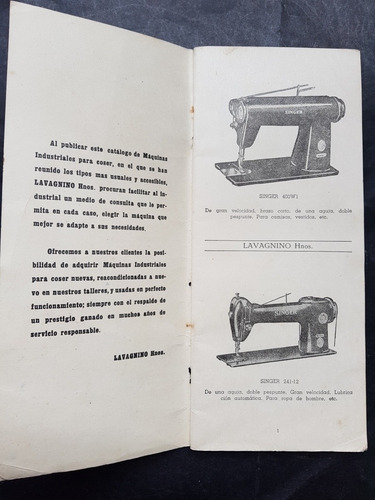 Al publicar este catálogo de Máquinas
Industriales para coser, en el que se han
reunido los tipos mas usuales y accesibles,
LAVAGNINO Hnos. procuran facilitar al In-
dustrial un medio de consulta que le per-
mita en cada caso, elegir la máquina que
mejor se adapte a sus necesidades.
Ofrecemos a nuestros clientes la po-
sibilidad de adquirir Máquinas Industriales
para coser nuevas, reacondicionadas a nue-
vo en nuestros talleres, y usadas en perfecto
funcionamiento; siempre con el respaldo de
un prestigio ganado en muchos años de
servicio responsable.
LAVAGNINO Hnos.
SINGER
SINGER 400W1
De gran velocidad, brazo corto, de una aguja, doble
pespunte. Para camisas, vestidos, etc.
LAVAGNINO Hnos.
SINGER
SINGER 241-12
De una aguja, doble pespunte. Gran velocidad. Lubrica
ción automática. Para ropa de hombre, etc.
1